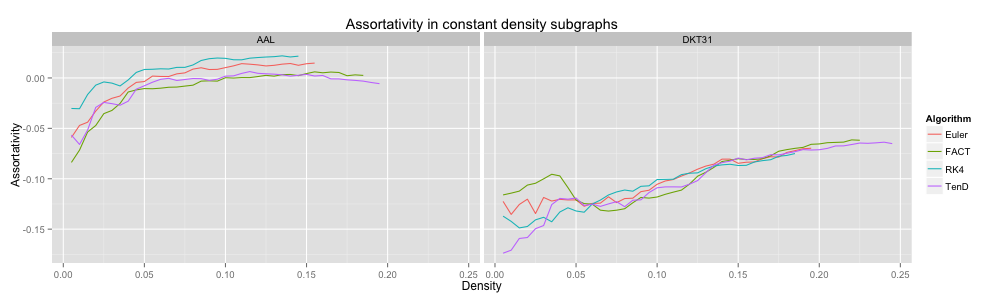 Assortativity in constant density subgraphs
AAL
DKT31
Assortativity
0.00
-0.05
-0.10
-0.15
0.00 0.05 0.10 0.15 0.20 0.25
0.00 0.05 0.10 0.15 0.20 0.25
Density
Algorithm
Euler
FACT
RK4
TenD